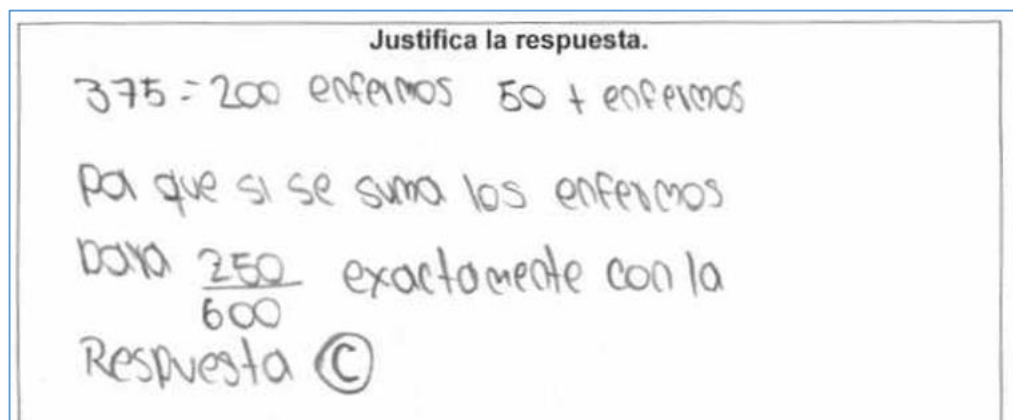 Justifica la respuesta.
375 = 200 enfermos 50 + enfermos
Por que si se suma los enfermos
Dara 250/600 exactamente con la
Respuesta C